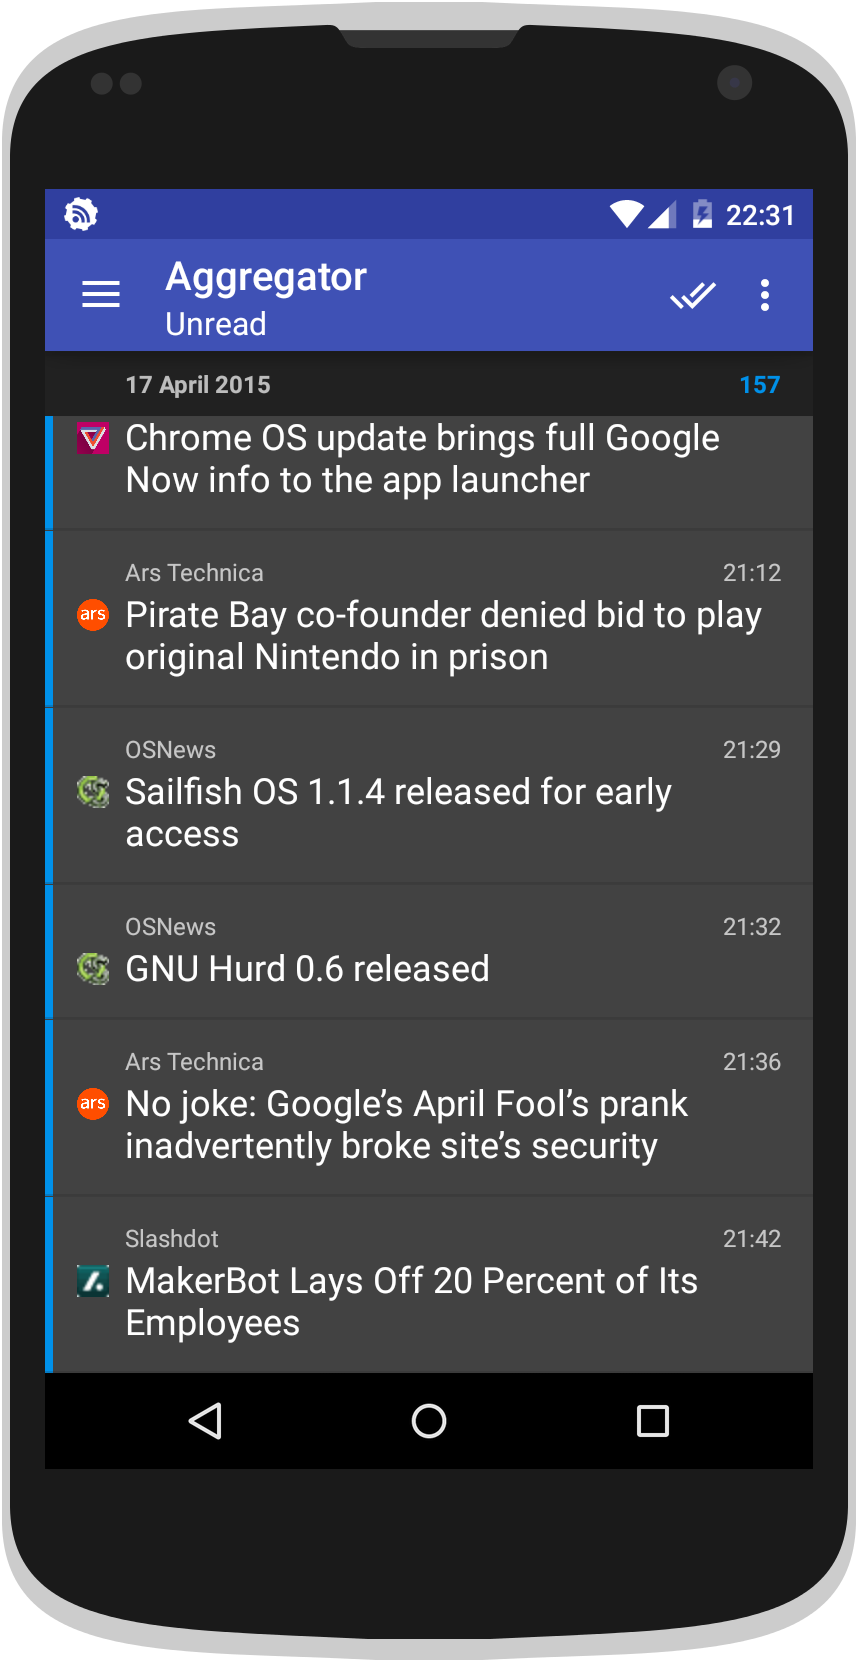 22:31
Aggregator
Unread
17 April 2015 157
Chrome OS update brings full Google
Now info to the app launcher
Ars Technica 21:12
ars Pirate Bay co-founder denied bid to play
original Nintendo in prison
OSNews 21:29
Sailfish OS 1.1.4 released for early
access
OSNews 21:32
GNU Hurd 0.6 released
Ars Technica 21:36
ars No joke: Google’s April Fool’s prank
inadvertently broke site’s security
Slashdot 21:42
MakerBot Lays Off 20 Percent of Its
Employees